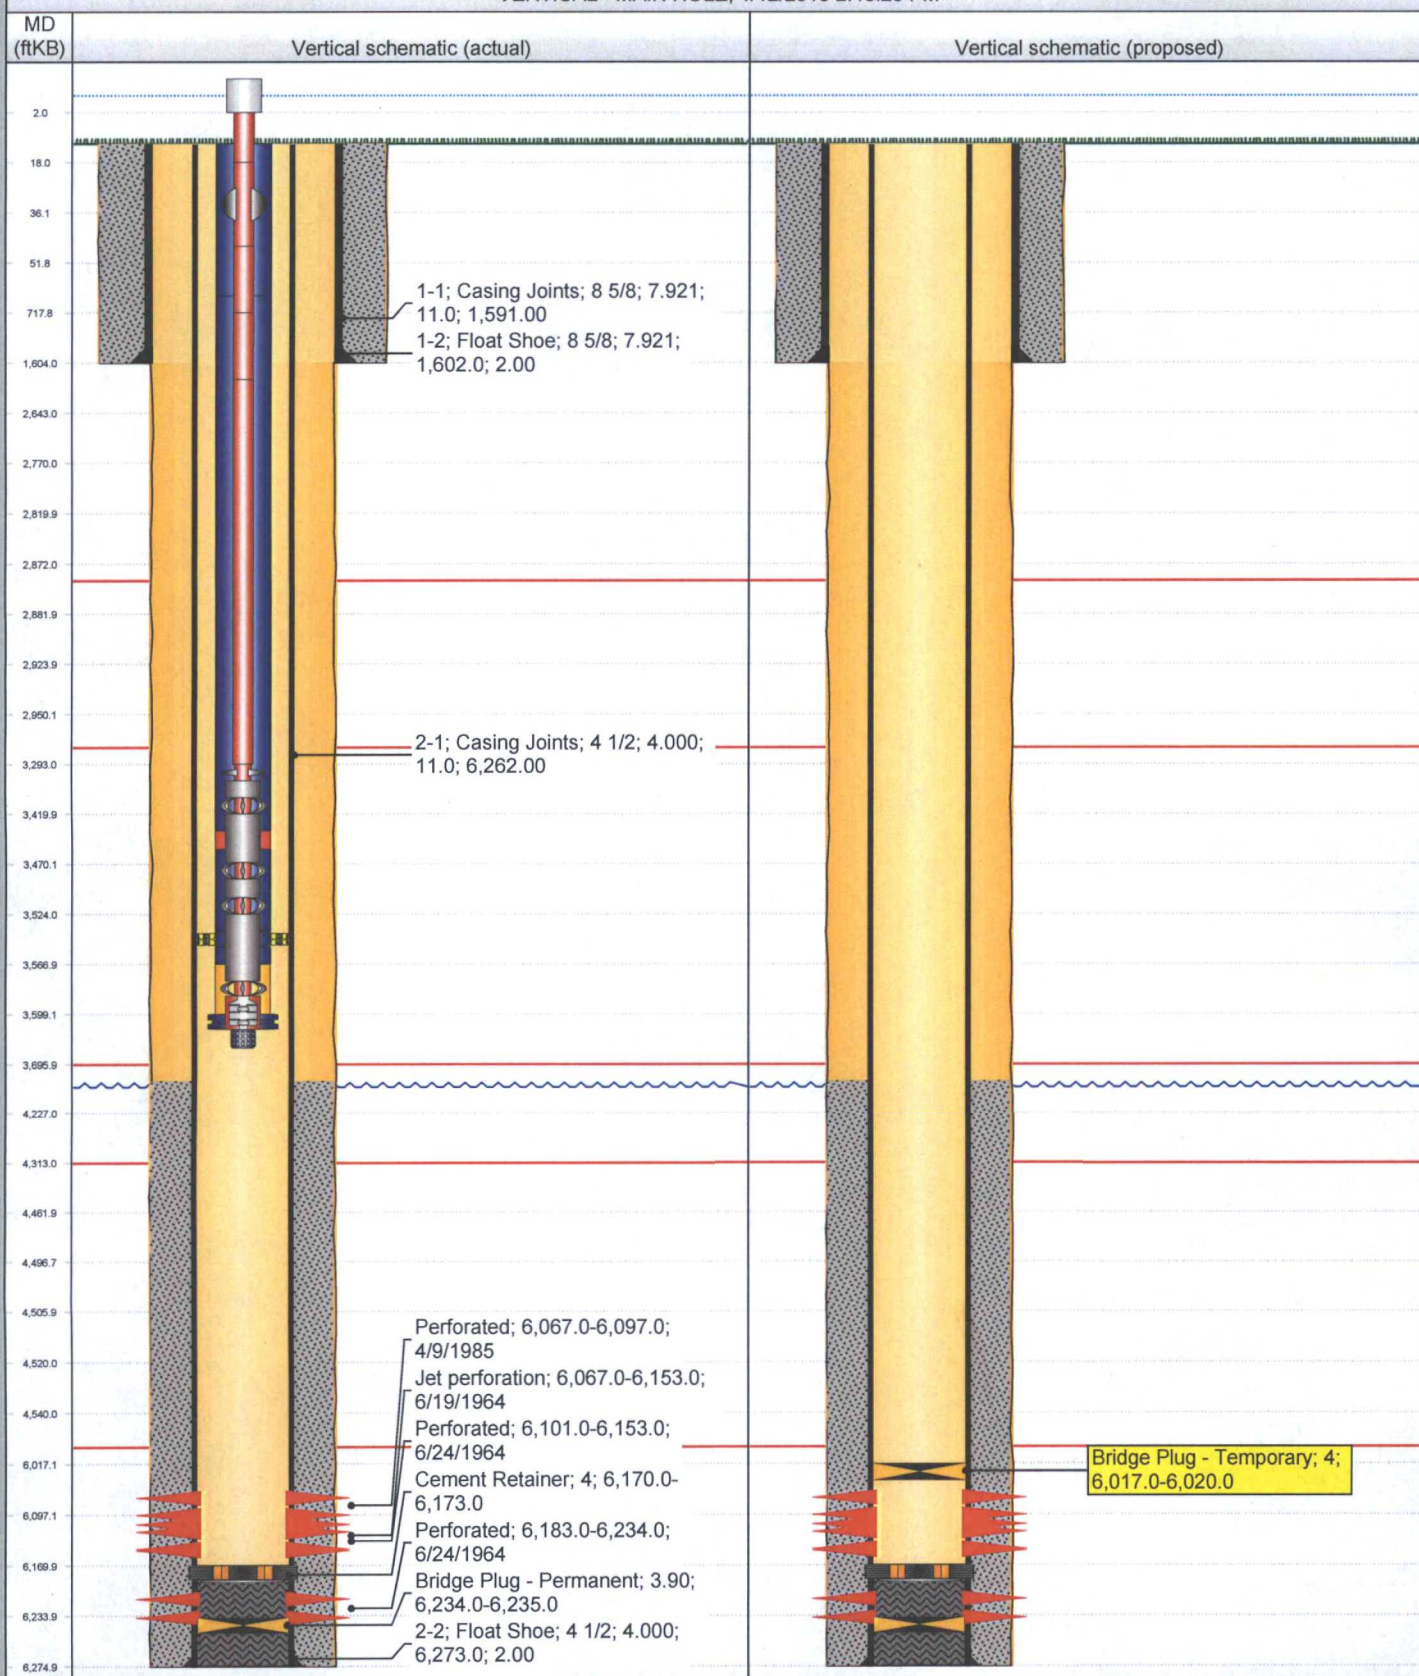 MD
(ftKB)
Vertical schematic (actual)
Vertical schematic (proposed)
2.0
18.0
36.1
51.8
717.8
1,604.0
2,643.0
2,770.0
2,819.9
2,872.0
2,881.9
2,923.9
2,950.1
3,293.0
3,419.9
3,470.1
3,524.0
3,566.9
3,599.1
3,695.9
4,227.0
4,313.0
4,461.9
4,496.7
4,505.9
4,520.0
4,540.0
6,017.1
6,097.1
6,169.9
6,233.9
6,274.9
1-1; Casing Joints; 8 5/8; 7.921;
11.0; 1,591.00
1-2; Float Shoe; 8 5/8; 7.921;
1,602.0; 2.00
2-1; Casing Joints; 4 1/2; 4.000;
11.0; 6,262.00
Perforated; 6,067.0-6,097.0;
4/9/1985
Jet perforation; 6,067.0-6,153.0;
6/19/1964
Perforated; 6,101.0-6,153.0;
6/24/1964
Cement Retainer; 4; 6,170.0-
6,173.0
Perforated; 6,183.0-6,234.0;
6/24/1964
Bridge Plug - Permanent; 3.90;
6,234.0-6,235.0
2-2; Float Shoe; 4 1/2; 4.000;
6,273.0; 2.00
Bridge Plug - Temporary; 4;
6,017.0-6,020.0